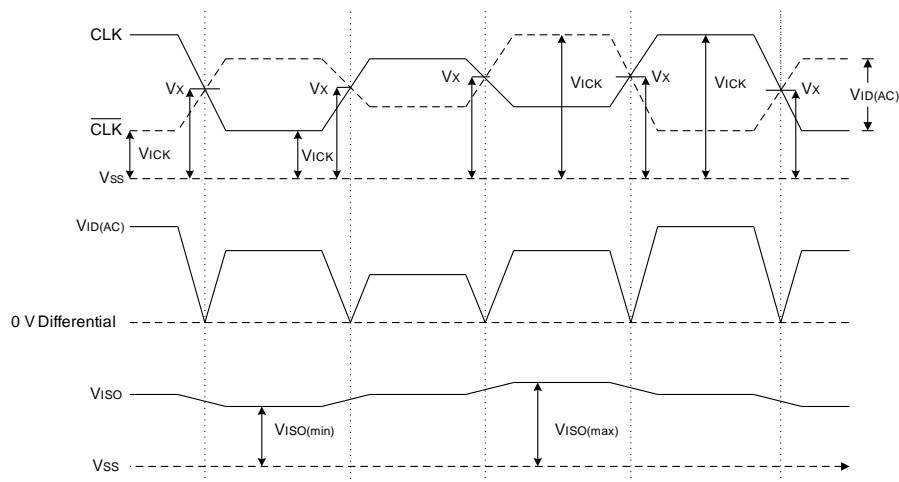 CLK
VX
VX
VX
VICK
VX
VICK
VX
VID(AC)
CLK
VICK
VICK
VSS
VID(AC)
0 V Differential
VISO
VISO(min)
VISO(max)
VSS